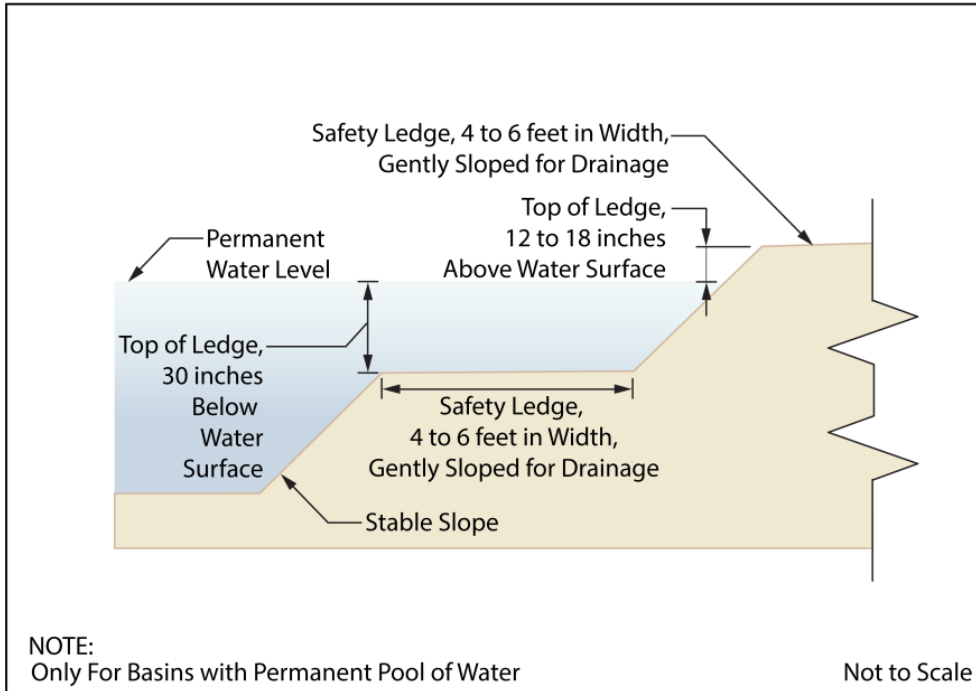 Safety Ledge, 4 to 6 feet in Width,
Gently Sloped for Drainage
Top of Ledge,
12 to 18 inches
Above Water Surface
Permanent
Water Level
Top of Ledge,
30 inches
Below
Water
Surface
Safety Ledge,
4 to 6 feet in Width,
Gently Sloped for Drainage
Stable Slope
NOTE:
Only For Basins with Permanent Pool of Water
Not to Scale